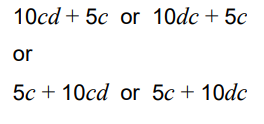 10cd + 5c or 10dc + 5c
or
5c + 10cd or 5c + 10dc